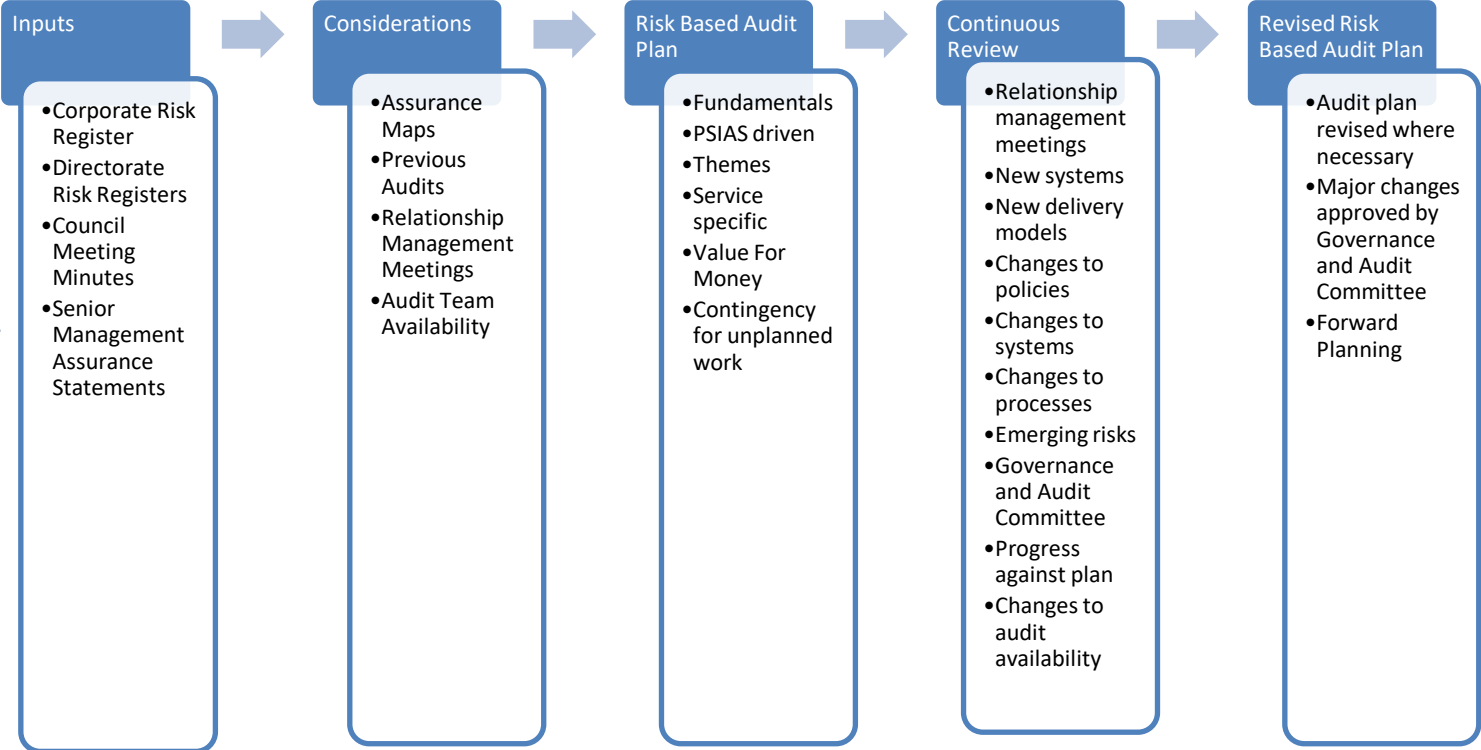 Inputs
•Corporate Risk
Register
•Directorate
Risk Registers
•Council
Meeting
Minutes
•Senior
Management
Assurance
Statements
Considerations
•Assurance
Maps
•Previous
Audits
•Relationship
Management
Meetings
•Audit Team
Availability
Risk Based Audit
Plan
•Fundamentals
•PSIAS driven
•Themes
•Service
specific
•Value For
Money
•Contingency
for unplanned
work
Continuous
Review
•Relationship
management
meetings
•New systems
•New delivery
models
•Changes to
policies
•Changes to
systems
•Changes to
processes
•Emerging risks
•Governance
and Audit
Committee
•Progress
against plan
•Changes to
audit
availability
Revised Risk
Based Audit Plan
•Audit plan
revised where
necessary
•Major changes
approved by
Governance
and Audit
Committee
•Forward
Planning